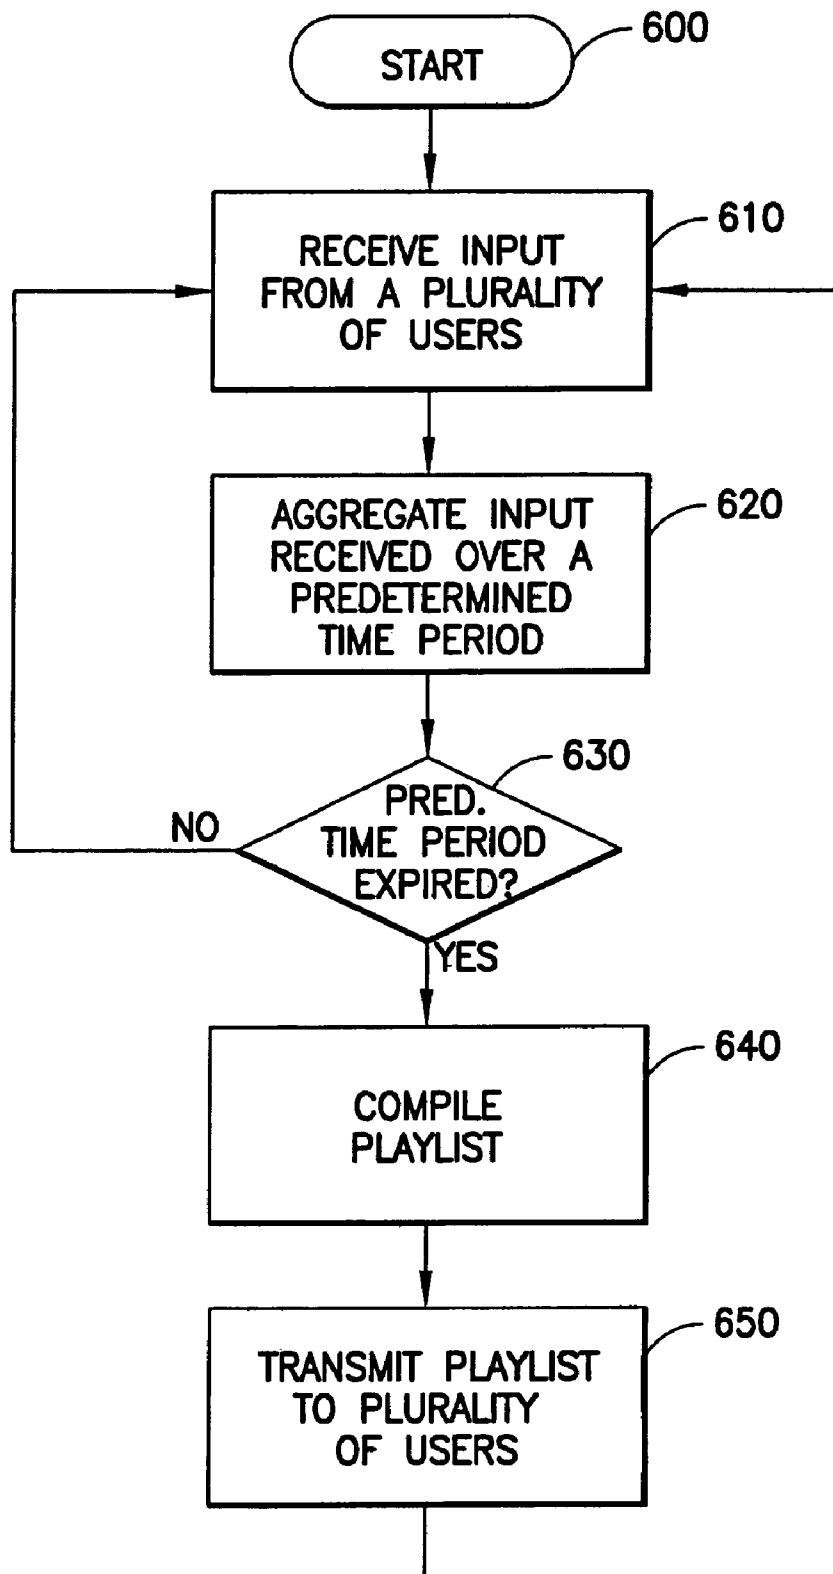 START
600
RECEIVE INPUT
FROM A PLURALITY
OF USERS
610
AGGREGATE INPUT
RECEIVED OVER A
PREDETERMINED
TIME PERIOD
620
PRED.
TIME PERIOD
EXPIRED?
630
NO
YES
COMPILE
PLAYLIST
640
TRANSMIT PLAYLIST
TO PLURALITY
OF USERS
650